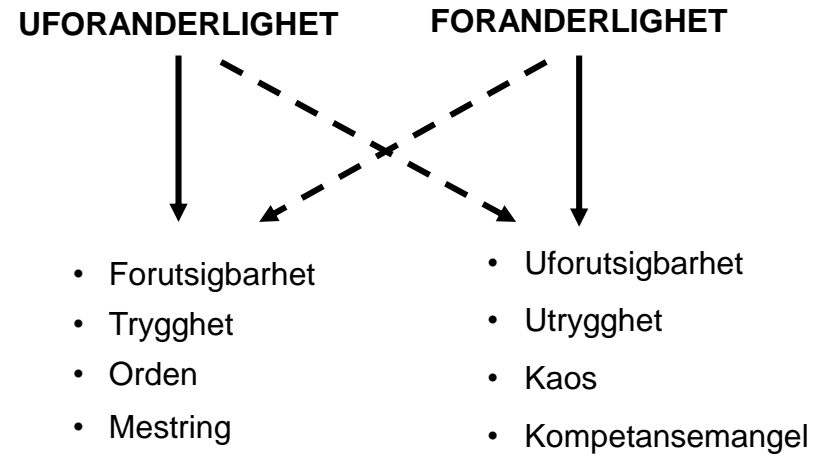 UFORANDERLIGHET
FORANDERLIGHET
• Forutsigbarhet
• Trygghet
• Orden
• Mestring
• Uforutsigbarhet
• Utrygghet
• Kaos
• Kompetansemangel